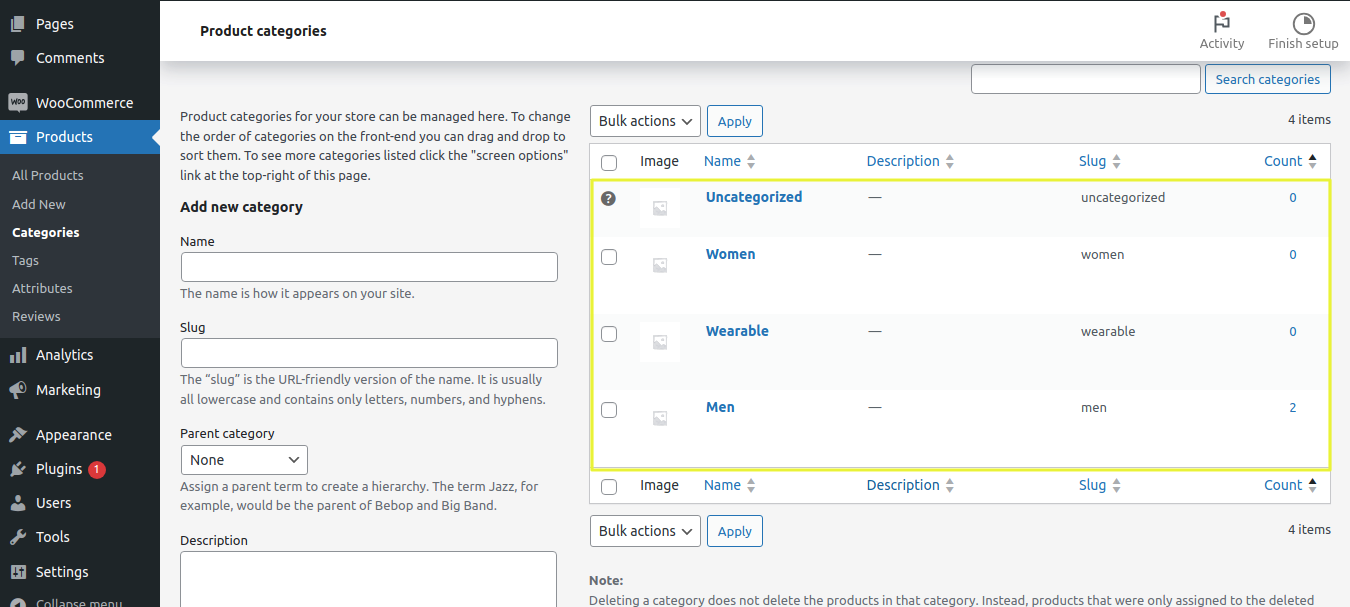 Pages
Comments
WOO WooCommerce
Products
All Products
Add New
Categories
Tags
Attributes
Reviews
Analytics
Marketing
Appearance
Plugins 1
Users
Tools
Settings
Collapse menu
Product categories
Activity
Finish setup
Search categories
Product categories for your store can be managed here. To change
the order of categories on the front-end you can drag and drop to
sort them. To see more categories listed click the "screen options"
link at the top-right of this page.
Add new category
Name
The name is how it appears on your site.
Slug
The “slug” is the URL-friendly version of the name. It is usually
all lowercase and contains only letters, numbers, and hyphens.
Parent category
None
Assign a parent term to create a hierarchy. The term Jazz, for
example, would be the parent of Bebop and Big Band.
Description
Bulk actions Apply 4 items
Image Name Description Slug Count
? Uncategorized — uncategorized 0
Women — women 0
Wearable — wearable 0
Men — men 2
Image Name Description Slug Count
Bulk actions Apply 4 items
Note:
Deleting a category does not delete the products in that category. Instead, products that were only assigned to the deleted